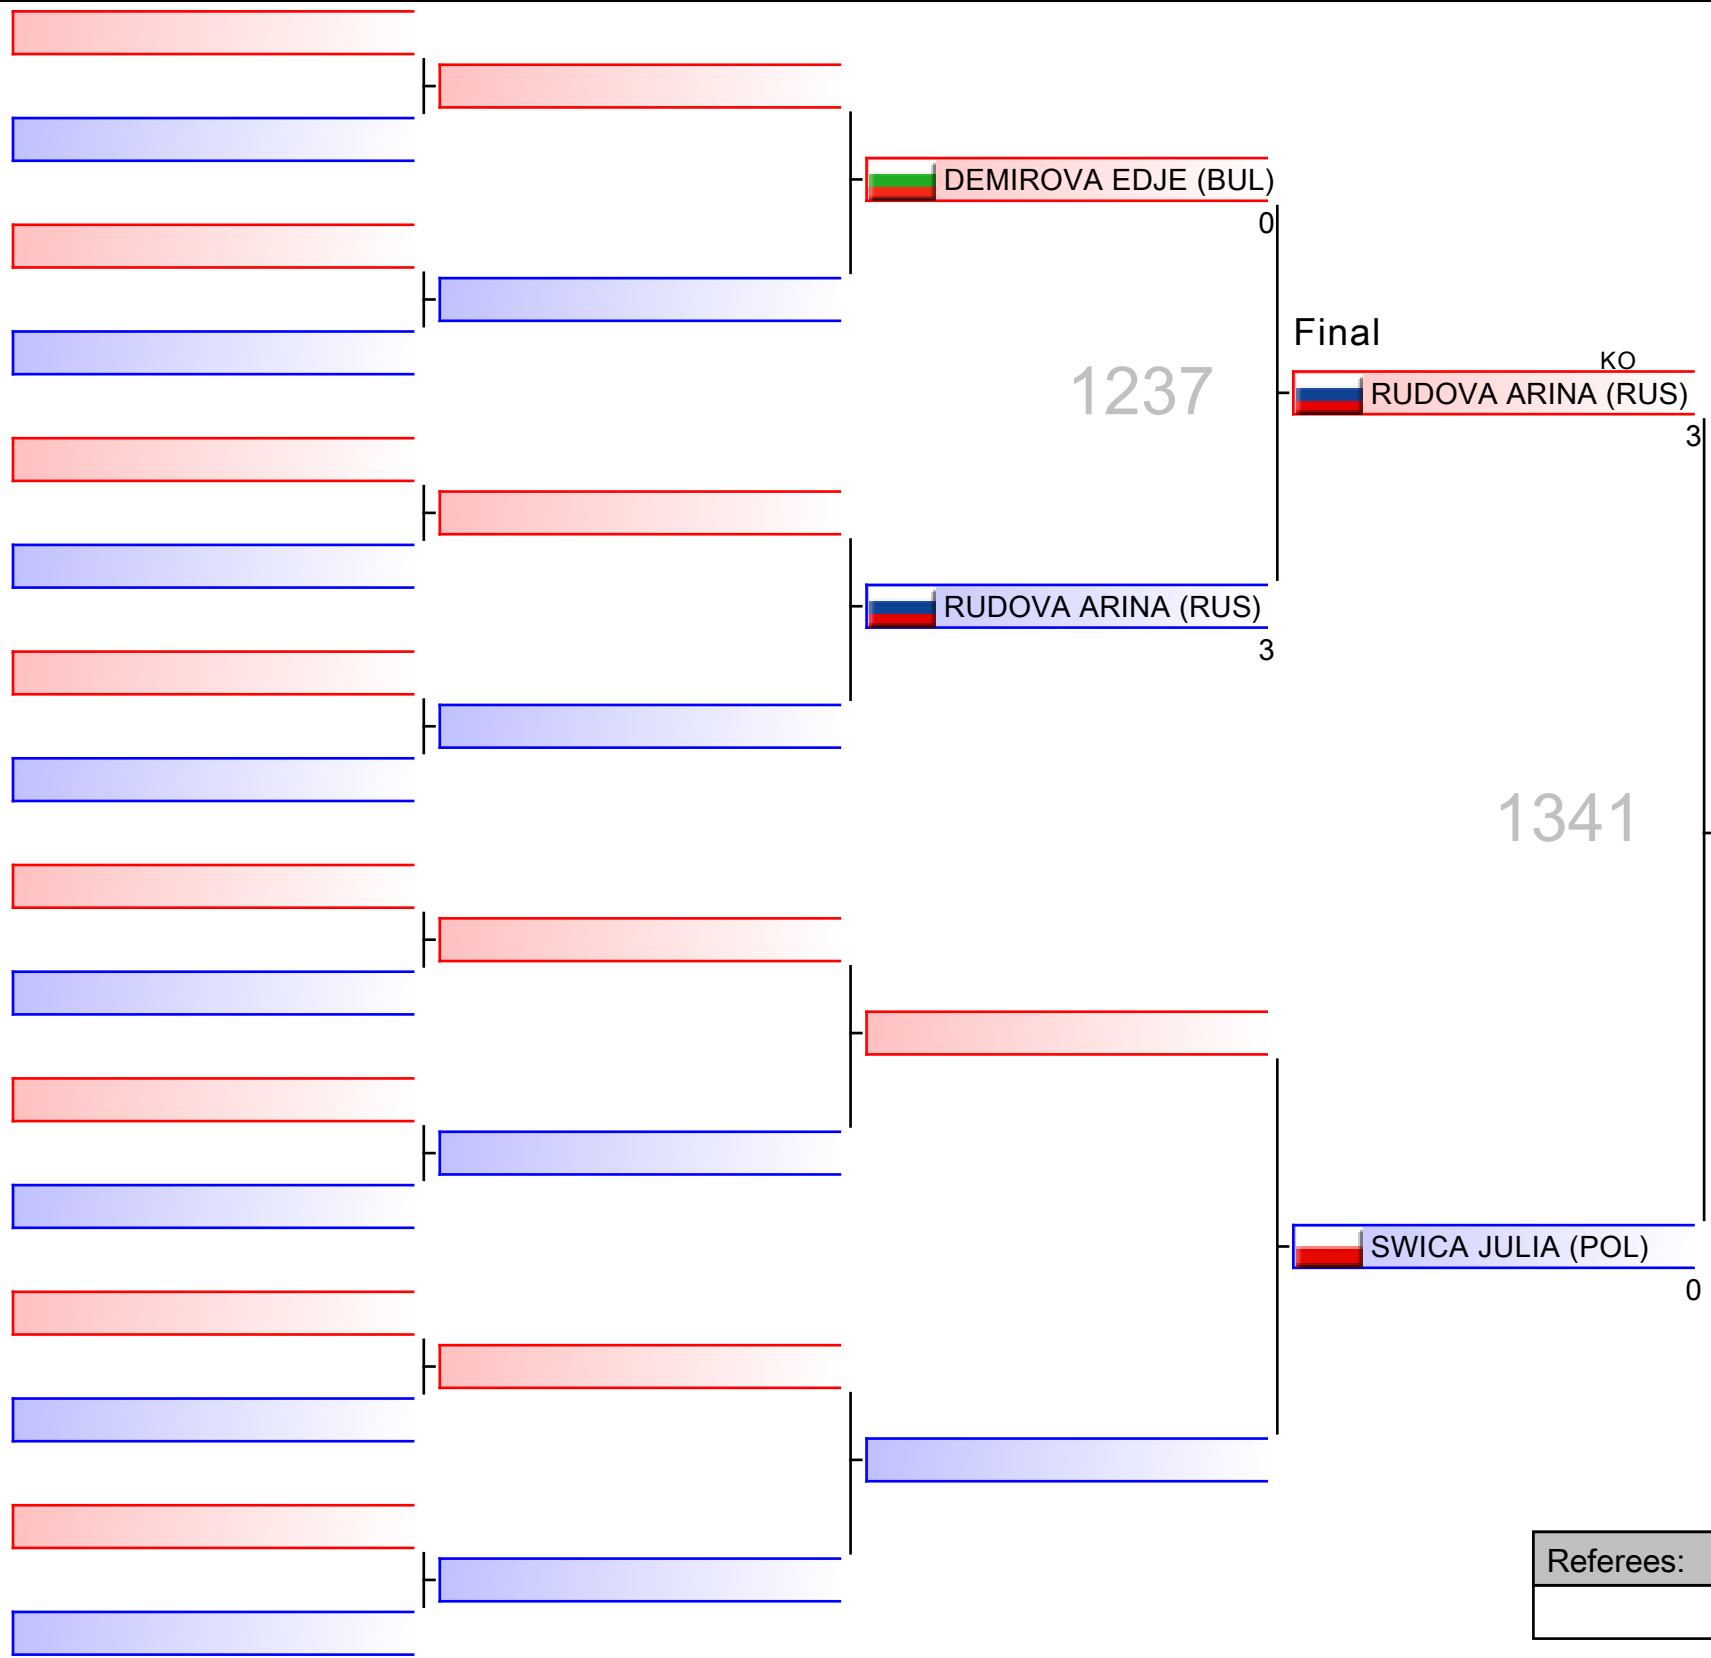 DEMIROVA EDJE (BUL)
0
Final
KO
1237
RUDOVA ARINA (RUS)
3
RUDOVA ARINA (RUS)
3
1341
SWICA JULIA (POL)
0
Referees: